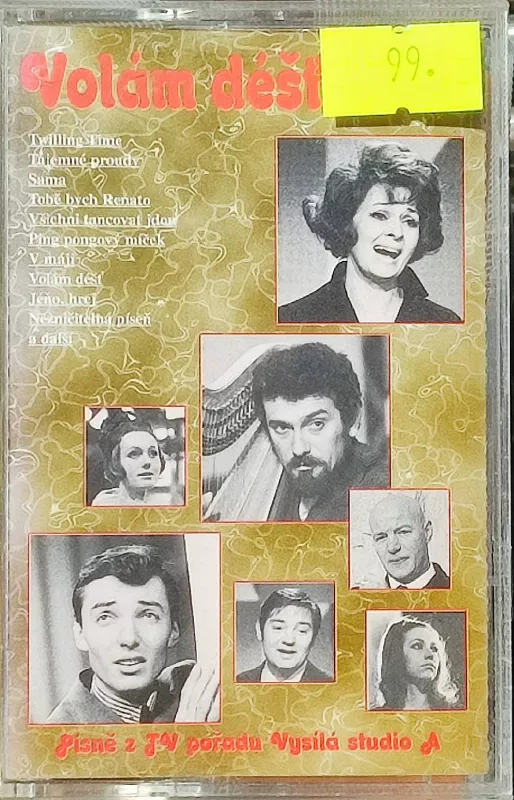 Volám déšť
99.
Twilling Time
Tajemné proudy
Sama
Tobě bych Renato
Všichni tancovat jdou
Ping pongový míček
V máji
Volám déšť
Jeňo, hrej
Nezničitelná píseň
a další
Písně z TV pořadu Vysílá studio A